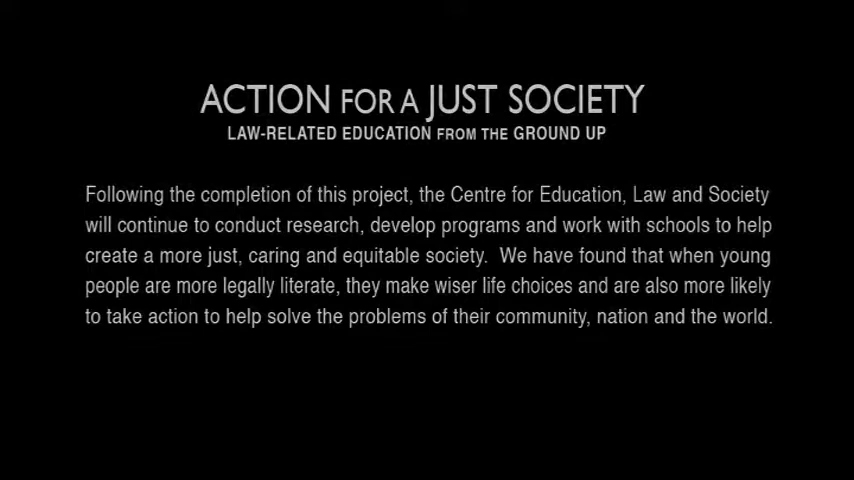 ACTION FOR A JUST SOCIETY
LAW-RELATED EDUCATION FROM THE GROUND UP
Following the completion of this project, the Centre for Education, Law and Society
will continue to conduct research, develop programs and work with schools to help
create a more just, caring and equitable society.  We have found that when young
people are more legally literate, they make wiser life choices and are also more likely
to take action to help solve the problems of their community, nation and the world.